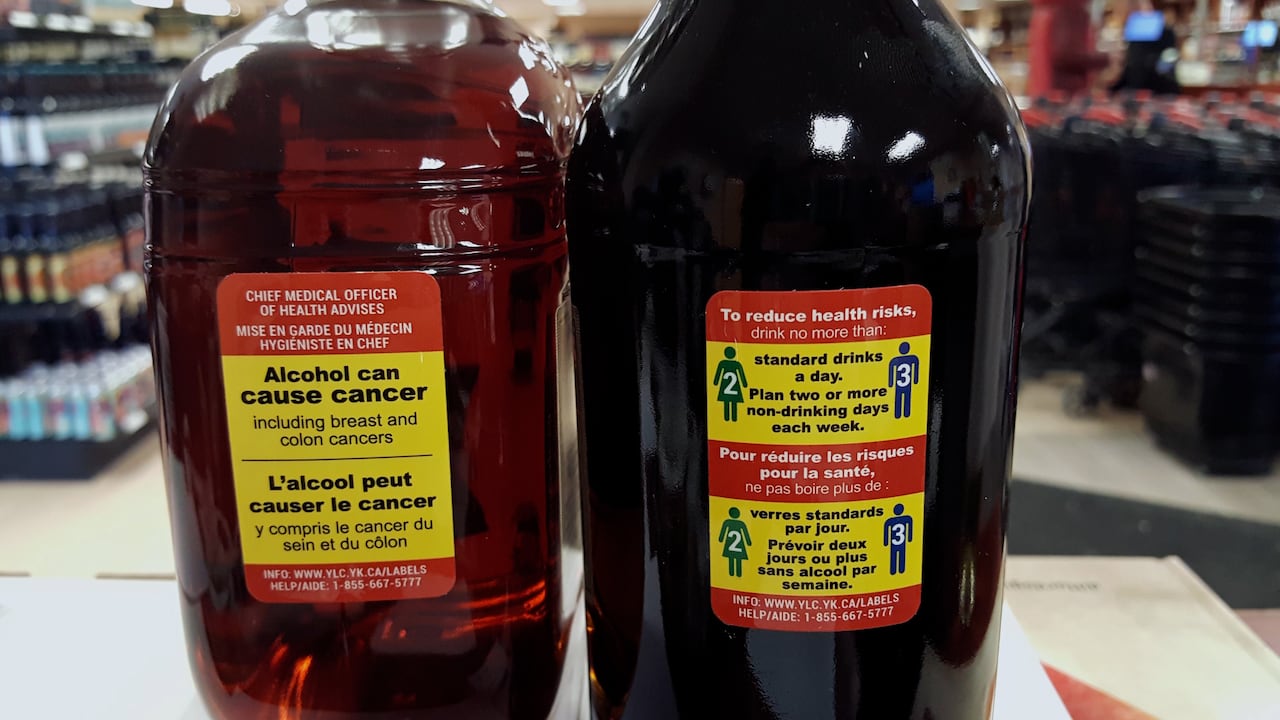 CHIEF MEDICAL OFFICER
OF HEALTH ADVISES
MISE EN GARDE DU MÉDECIN
HYGIÉNISTE EN CHEF
Alcohol can
cause cancer
including breast and
colon cancers
L'alcool peut
causer le cancer
y compris le cancer du
sein et du côlon
INFO: WWW.YLC.YK.CA/LABELS
HELP/AIDE: 1-855-667-5777
To reduce health risks,
drink no more than:
2
3
standard drinks
a day.
Plan two or more
non-drinking days
each week.
Pour réduire les risques
pour la santé,
ne pas boire plus de :
2
3
verres standards
par jour.
Prévoir deux
jours ou plus
sans alcool par
semaine.
INFO: WWW.YLC.YK.CA/LABELS
HELP/AIDE: 1-855-667-5777